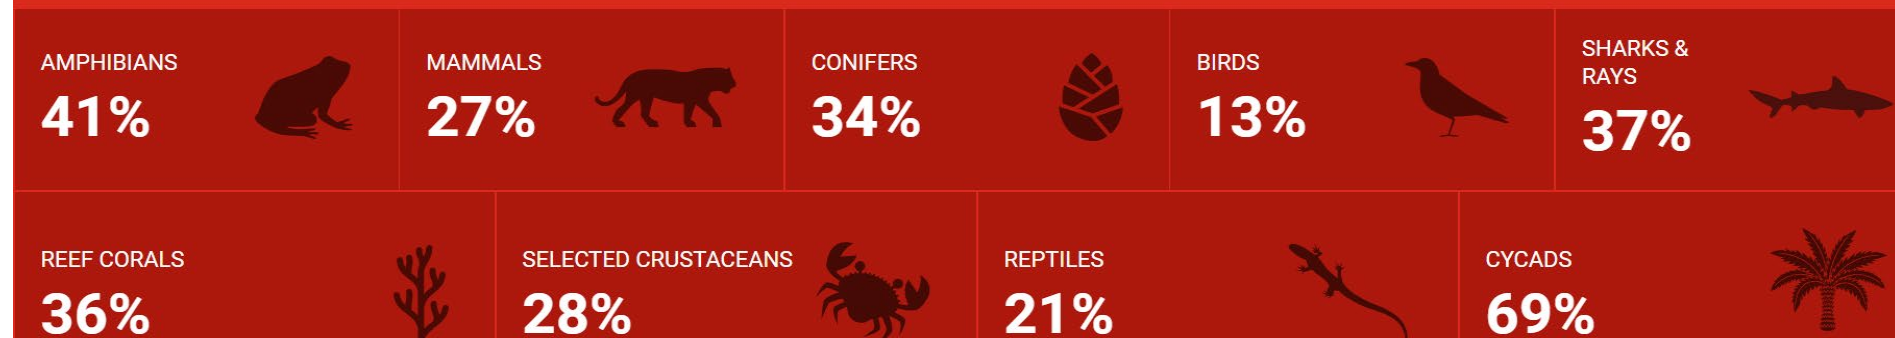 AMPHIBIANS
41%
MAMMALS
27%
CONIFERS
34%
BIRDS
13%
SHARKS &
RAYS
37%
REEF CORALS
36%
SELECTED CRUSTACEANS
28%
REPTILES
21%
CYCADS
69%